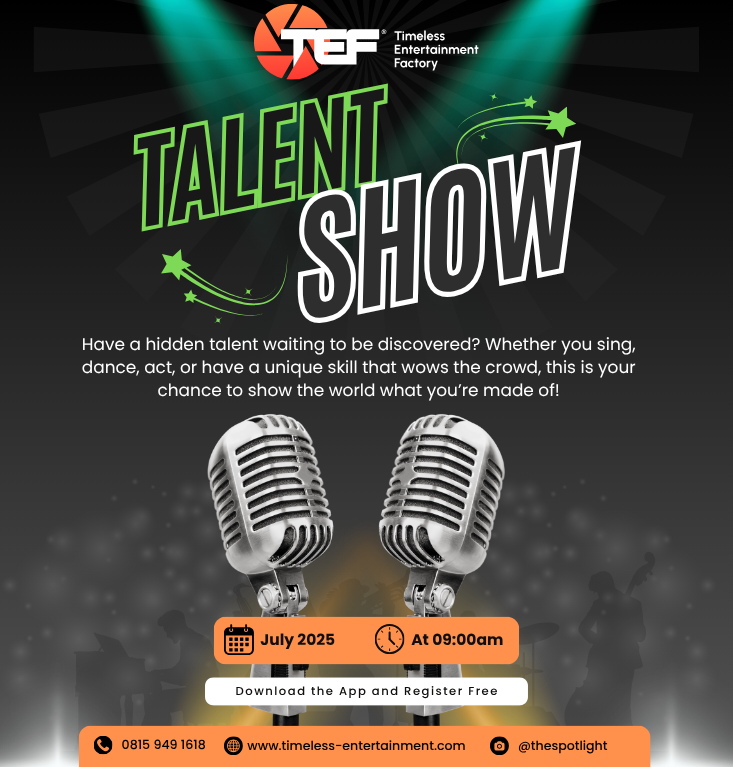 TEF®
Timeless
Entertainment
Factory
TALENT
SHOW
Have a hidden talent waiting to be discovered? Whether you sing,
dance, act, or have a unique skill that wows the crowd, this is your
chance to show the world what you’re made of!
July 2025 At 09:00am
Download the App and Register Free
0815 949 1618 www.timeless-entertainment.com @thespotlight